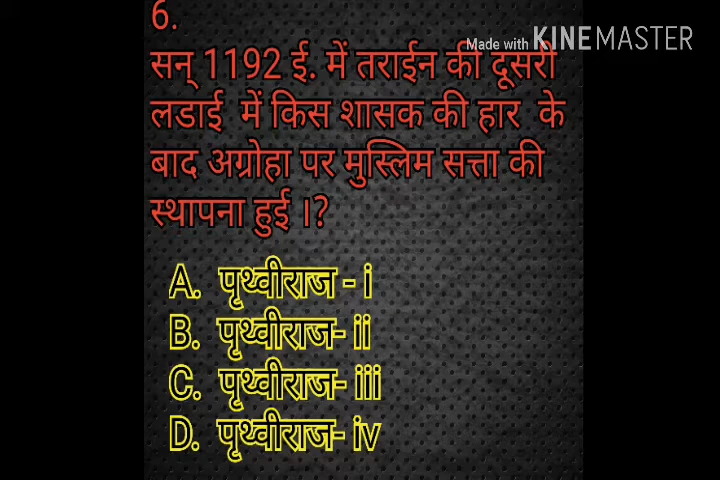 6.
Made with KINEMASTER
सन् 1192 ई. में तराईन की दूसरी
लडाई में किस शासक की हार के
बाद अग्रोहा पर मुस्लिम सत्ता की
स्थापना हुई ।?
A. पृथ्वीराज - i
B. पृथ्वीराज- ii
C. पृथ्वीराज- iii
D. पृथ्वीराज- iv